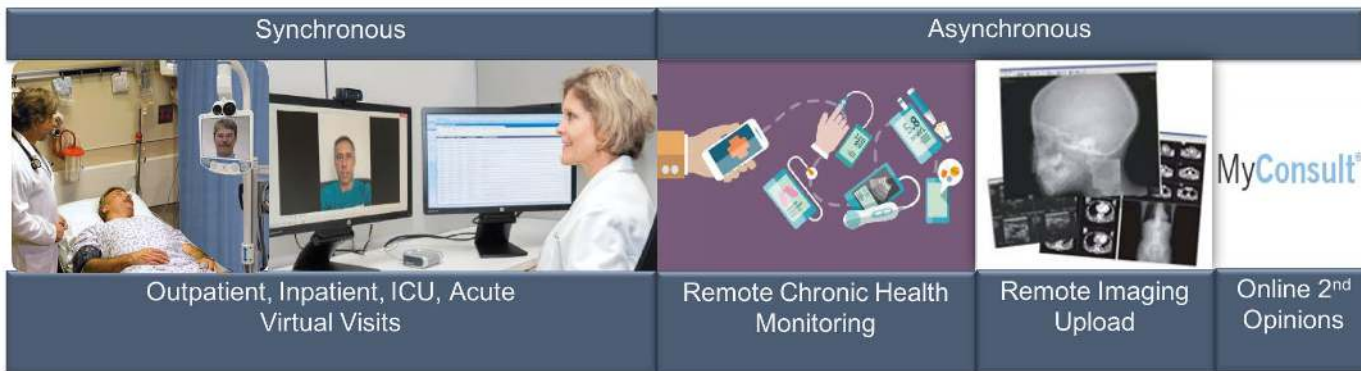 Synchronous
Asynchronous
MyConsult®
Outpatient, Inpatient, ICU, Acute
Virtual Visits
Remote Chronic Health
Monitoring
Remote Imaging
Upload
Online 2nd
Opinions